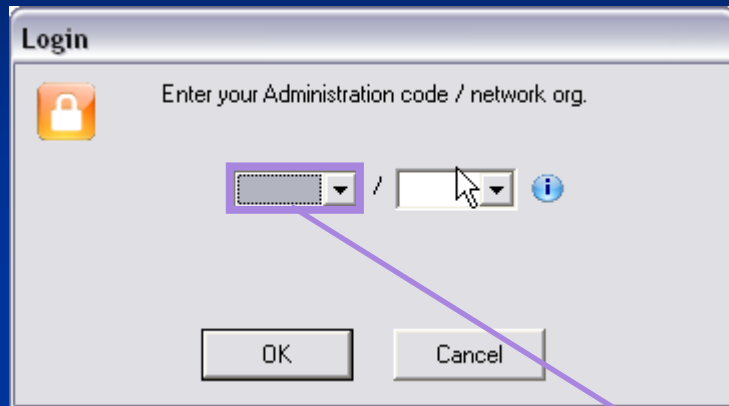 Login
Enter your Administration code / network org.
/
OK
Cancel